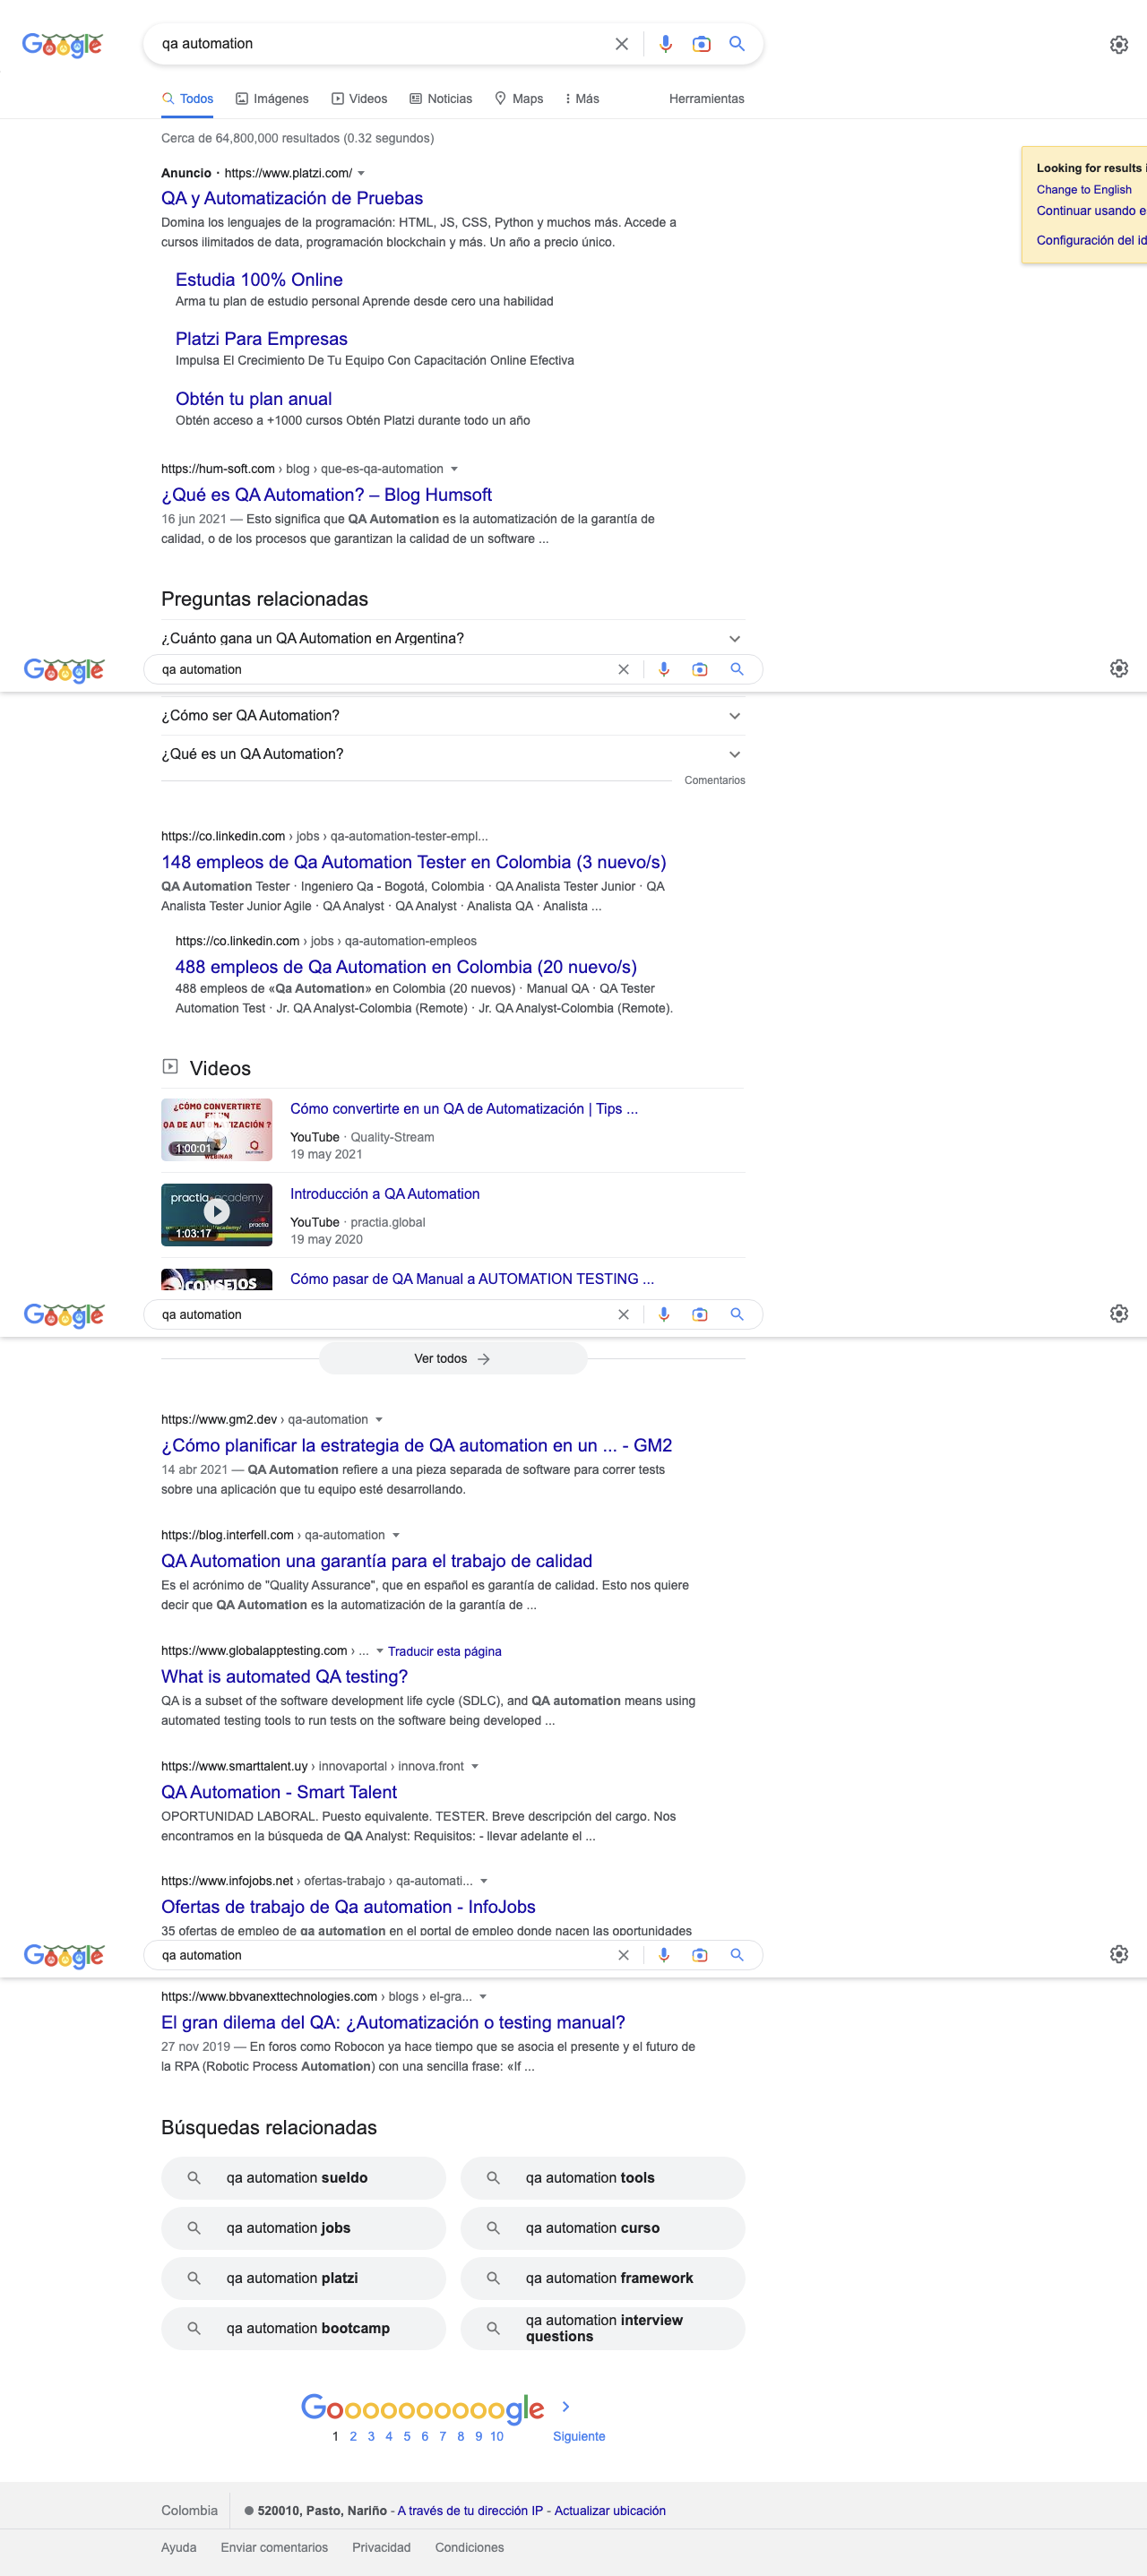 Google
qa automation
Todos Imágenes Videos Noticias Maps Más Herramientas
Cerca de 64,800,000 resultados (0.32 segundos)
Looking for results
Change to English
Continuar usando e
Configuración del id
Anuncio · https://www.platzi.com/
QA y Automatización de Pruebas
Domina los lenguajes de la programación: HTML, JS, CSS, Python y muchos más. Accede a
cursos ilimitados de data, programación blockchain y más. Un año a precio único.
Estudia 100% Online
Arma tu plan de estudio personal Aprende desde cero una habilidad
Platzi Para Empresas
Impulsa El Crecimiento De Tu Equipo Con Capacitación Online Efectiva
Obtén tu plan anual
Obtén acceso a +1000 cursos Obtén Platzi durante todo un año
https://hum-soft.com › blog › que-es-qa-automation
¿Qué es QA Automation? – Blog Humsoft
16 jun 2021 — Esto significa que QA Automation es la automatización de la garantía de
calidad, o de los procesos que garantizan la calidad de un software ...
Preguntas relacionadas
¿Cuánto gana un QA Automation en Argentina?
Google
qa automation
¿Cómo ser QA Automation?
¿Qué es un QA Automation?
Comentarios
https://co.linkedin.com › jobs › qa-automation-tester-empl...
148 empleos de Qa Automation Tester en Colombia (3 nuevo/s)
QA Automation Tester · Ingeniero Qa - Bogotá, Colombia · QA Analista Tester Junior · QA
Analista Tester Junior Agile · QA Analyst · QA Analyst · Analista QA · Analista ...
https://co.linkedin.com › jobs › qa-automation-empleos
488 empleos de Qa Automation en Colombia (20 nuevo/s)
488 empleos de «Qa Automation» en Colombia (20 nuevos) · Manual QA · QA Tester
Automation Test · Jr. QA Analyst-Colombia (Remote) · Jr. QA Analyst-Colombia (Remote).
Videos
¿CÓMO CONVERTIRTE
EN UN
QA DE AUTOMATIZACIÓN ?
1:00:01
WEBINAR
Cómo convertirte en un QA de Automatización | Tips ...
YouTube · Quality-Stream
19 may 2021
practia academy
practia
1:03:17
Introducción a QA Automation
YouTube · practia.global
19 may 2020
CONSEJOS
Cómo pasar de QA Manual a AUTOMATION TESTING ...
Google
qa automation
Ver todos
https://www.gm2.dev › qa-automation
¿Cómo planificar la estrategia de QA automation en un ... - GM2
14 abr 2021 — QA Automation refiere a una pieza separada de software para correr tests
sobre una aplicación que tu equipo esté desarrollando.
https://blog.interfell.com › qa-automation
QA Automation una garantía para el trabajo de calidad
Es el acrónimo de "Quality Assurance", que en español es garantía de calidad. Esto nos quiere
decir que QA Automation es la automatización de la garantía de ...
https://www.globalapptesting.com › ... Traducir esta página
What is automated QA testing?
QA is a subset of the software development life cycle (SDLC), and QA automation means using
automated testing tools to run tests on the software being developed ...
https://www.smarttalent.uy › innovaportal › innova.front
QA Automation - Smart Talent
OPORTUNIDAD LABORAL. Puesto equivalente. TESTER. Breve descripción del cargo. Nos
encontramos en la búsqueda de QA Analyst: Requisitos: - llevar adelante el ...
https://www.infojobs.net › ofertas-trabajo › qa-automati...
Ofertas de trabajo de Qa automation - InfoJobs
35 ofertas de empleo de qa automation en el portal de empleo donde nacen las oportunidades
Google
qa automation
https://www.bbvanexttechnologies.com › blogs › el-gra...
El gran dilema del QA: ¿Automatización o testing manual?
27 nov 2019 — En foros como Robocon ya hace tiempo que se asocia el presente y el futuro de
la RPA (Robotic Process Automation) con una sencilla frase: «If ...
Búsquedas relacionadas
qa automation sueldo
qa automation tools
qa automation jobs
qa automation curso
qa automation platzi
qa automation framework
qa automation bootcamp
qa automation interview
questions
Goooooooooogle
1 2 3 4 5 6 7 8 9 10 Siguiente
Colombia 520010, Pasto, Nariño - A través de tu dirección IP - Actualizar ubicación
Ayuda Enviar comentarios Privacidad Condiciones